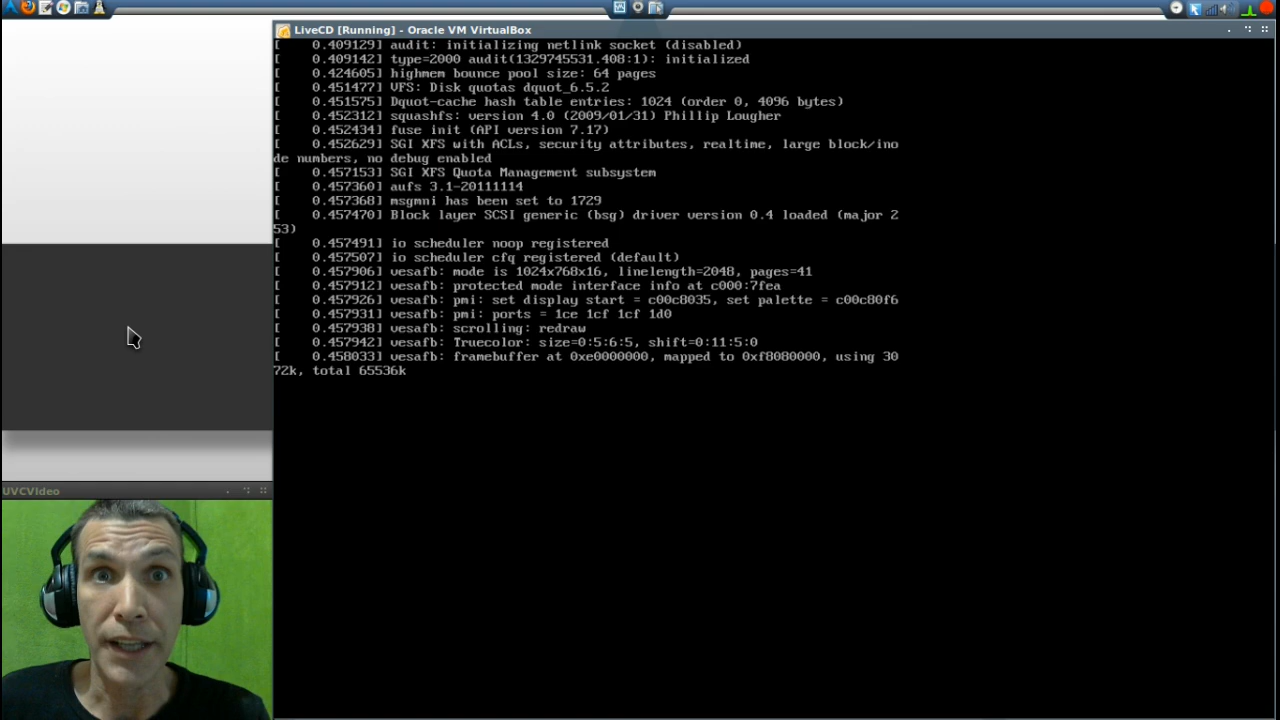 LiveCD [Running] - Oracle VM VirtualBox
[    0.409129] audit: initializing netlink socket (disabled)
[    0.409142] type=2000 audit(1329745531.408:1): initialized
[    0.424605] highmem bounce pool size: 64 pages
[    0.451477] VFS: Disk quotas dquot_6.5.2
[    0.451575] Dquot-cache hash table entries: 1024 (order 0, 4096 bytes)
[    0.452312] squashfs: version 4.0 (2009/01/31) Phillip Lougher
[    0.452434] fuse init (API version 7.17)
[    0.452629] SGI XFS with ACLs, security attributes, realtime, large block/ino
de numbers, no debug enabled
[    0.457153] SGI XFS Quota Management subsystem
[    0.457360] aufs 3.1-20111114
[    0.457368] msgmni has been set to 1729
[    0.457470] Block layer SCSI generic (bsg) driver version 0.4 loaded (major 2
53)
[    0.457491] io scheduler noop registered
[    0.457507] io scheduler cfq registered (default)
[    0.457906] vesafb: mode is 1024x768x16, linelength=2048, pages=41
[    0.457912] vesafb: protected mode interface info at c000:7fea
[    0.457926] vesafb: pmi: set display start = c00c8035, set palette = c00c80f6
[    0.457931] vesafb: pmi: ports = 1ce 1cf 1cf 1d0
[    0.457938] vesafb: scrolling: redraw
[    0.457942] vesafb: Truecolor: size=0:5:6:5, shift=0:11:5:0
[    0.458033] vesafb: framebuffer at 0xe0000000, mapped to 0xf8080000, using 30
72k, total 65536k
UVCVideo